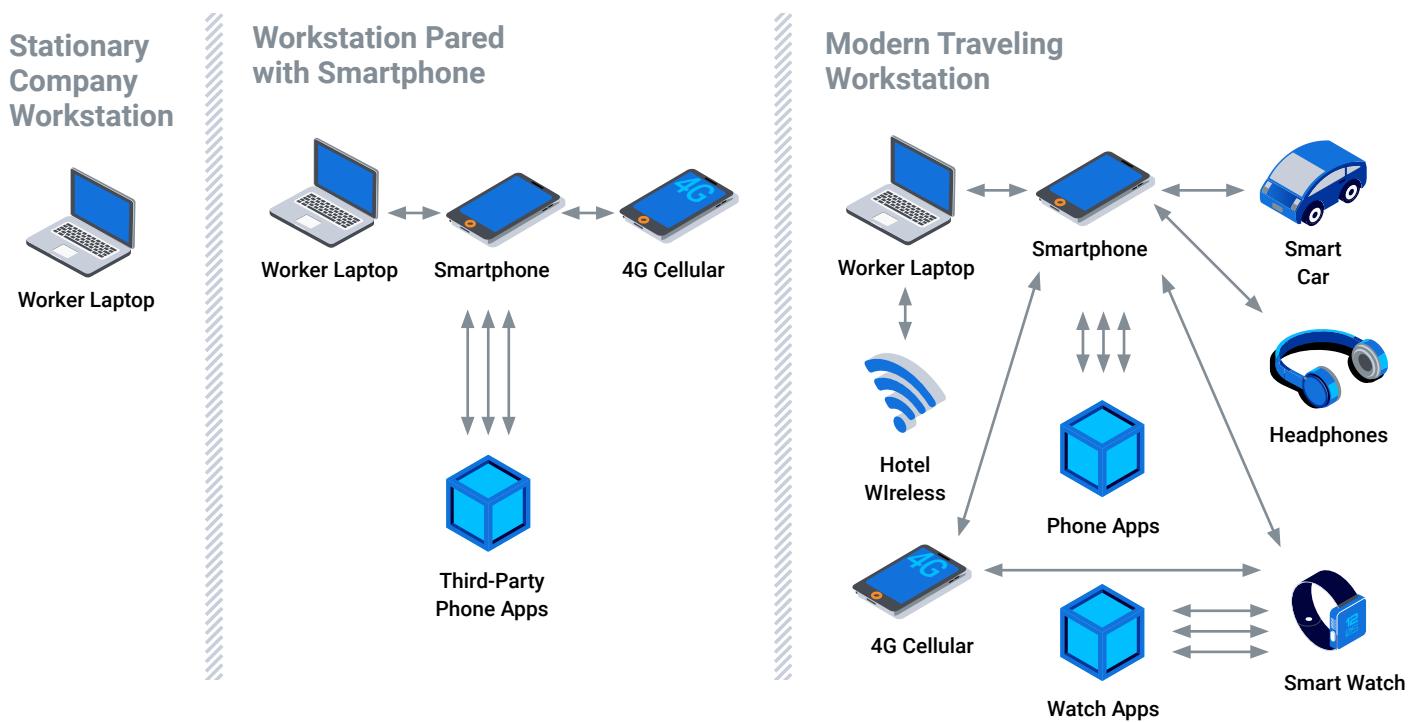 Stationary
Company
Workstation
Worker Laptop
Workstation Pared
with Smartphone
4G
Worker Laptop
Smartphone
4G Cellular
Third-Party
Phone Apps
Modern Traveling
Workstation
Worker Laptop
Smartphone
Smart
Car
Headphones
Hotel
WIreless
Phone Apps
4G
4G Cellular
Watch Apps
12
Smart Watch